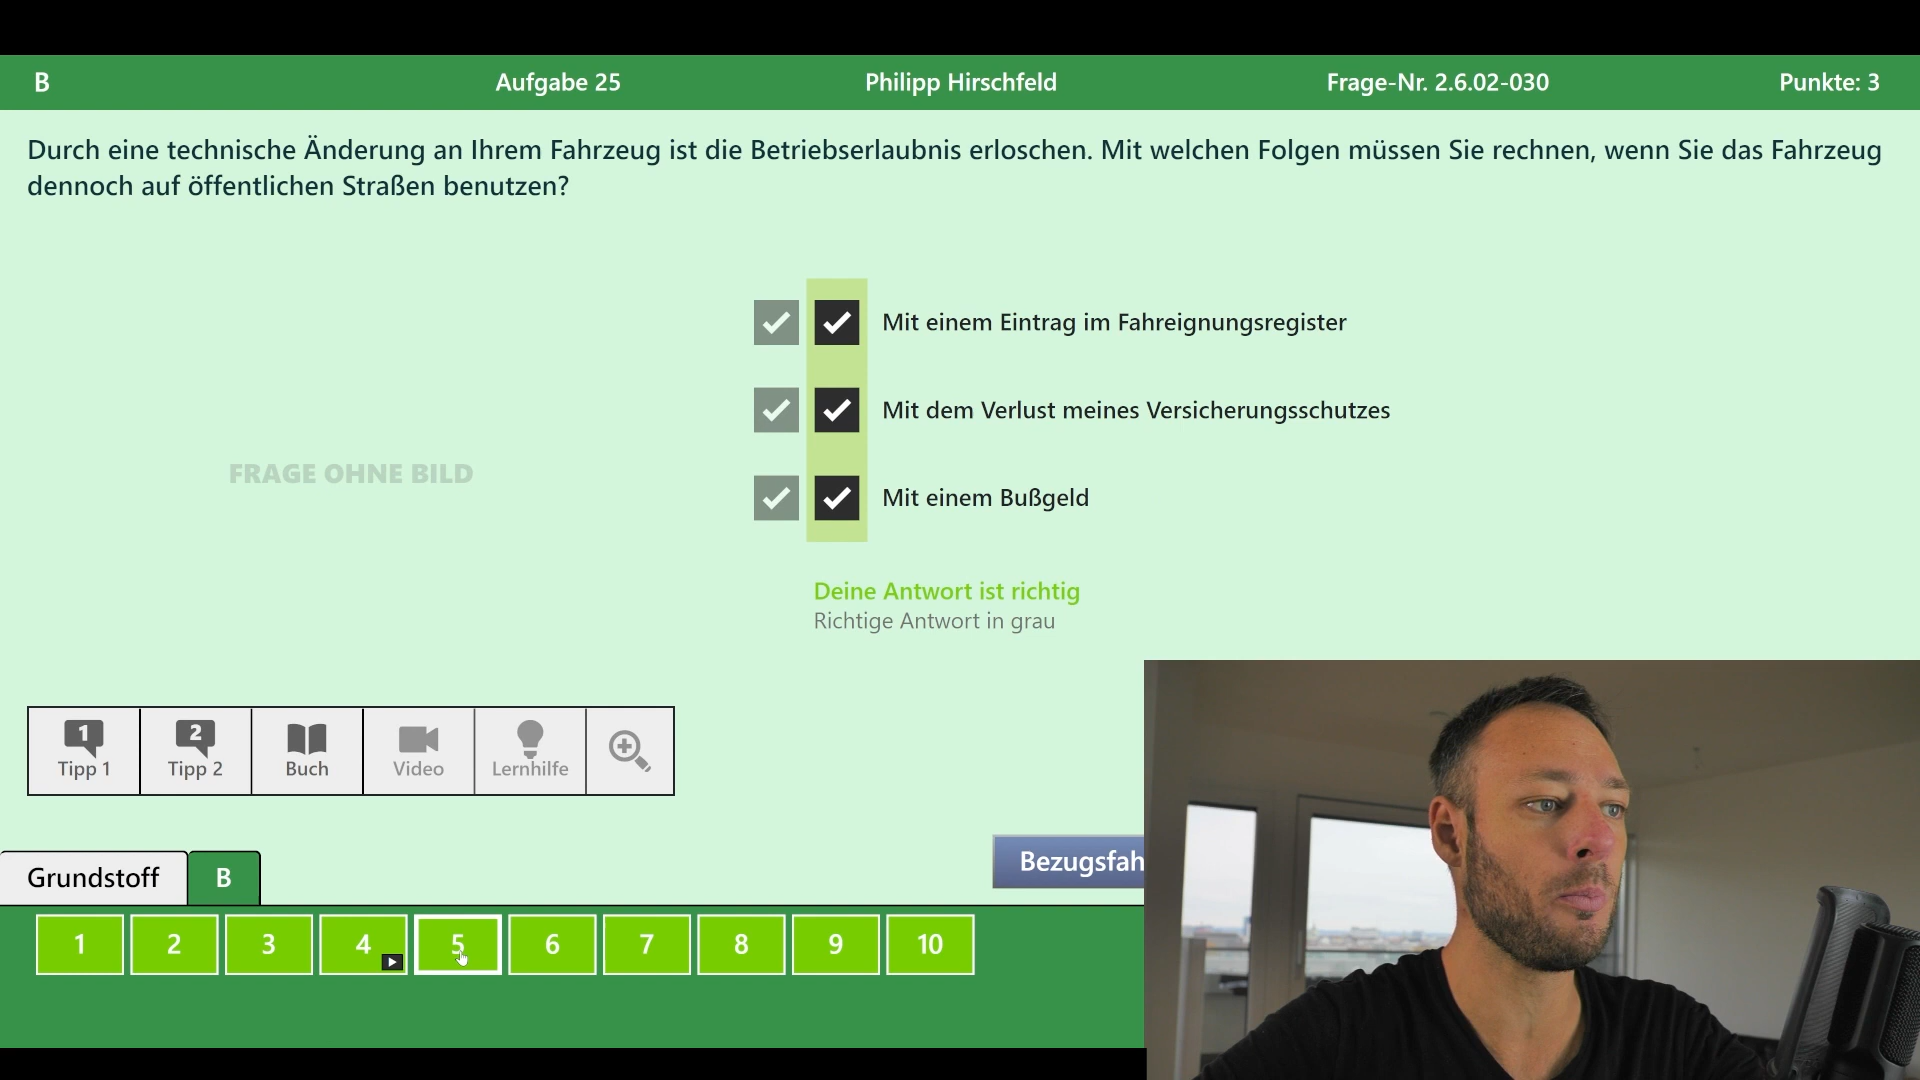 B
Aufgabe 25
Philipp Hirschfeld
Frage-Nr. 2.6.02-030
Punkte: 3
Durch eine technische Änderung an Ihrem Fahrzeug ist die Betriebserlaubnis erloschen. Mit welchen Folgen müssen Sie rechnen, wenn Sie das Fahrzeug
dennoch auf öffentlichen Straßen benutzen?
Mit einem Eintrag im Fahreignungsregister
Mit dem Verlust meines Versicherungsschutzes
FRAGE OHNE BILD
Mit einem Bußgeld
Deine Antwort ist richtig
Richtige Antwort in grau
1
Tipp 1
2
Tipp 2
Buch
Video
Lernhilfe
Bezugsfah
Grundstoff
B
1
2
3
4
5
6
7
8
9
10